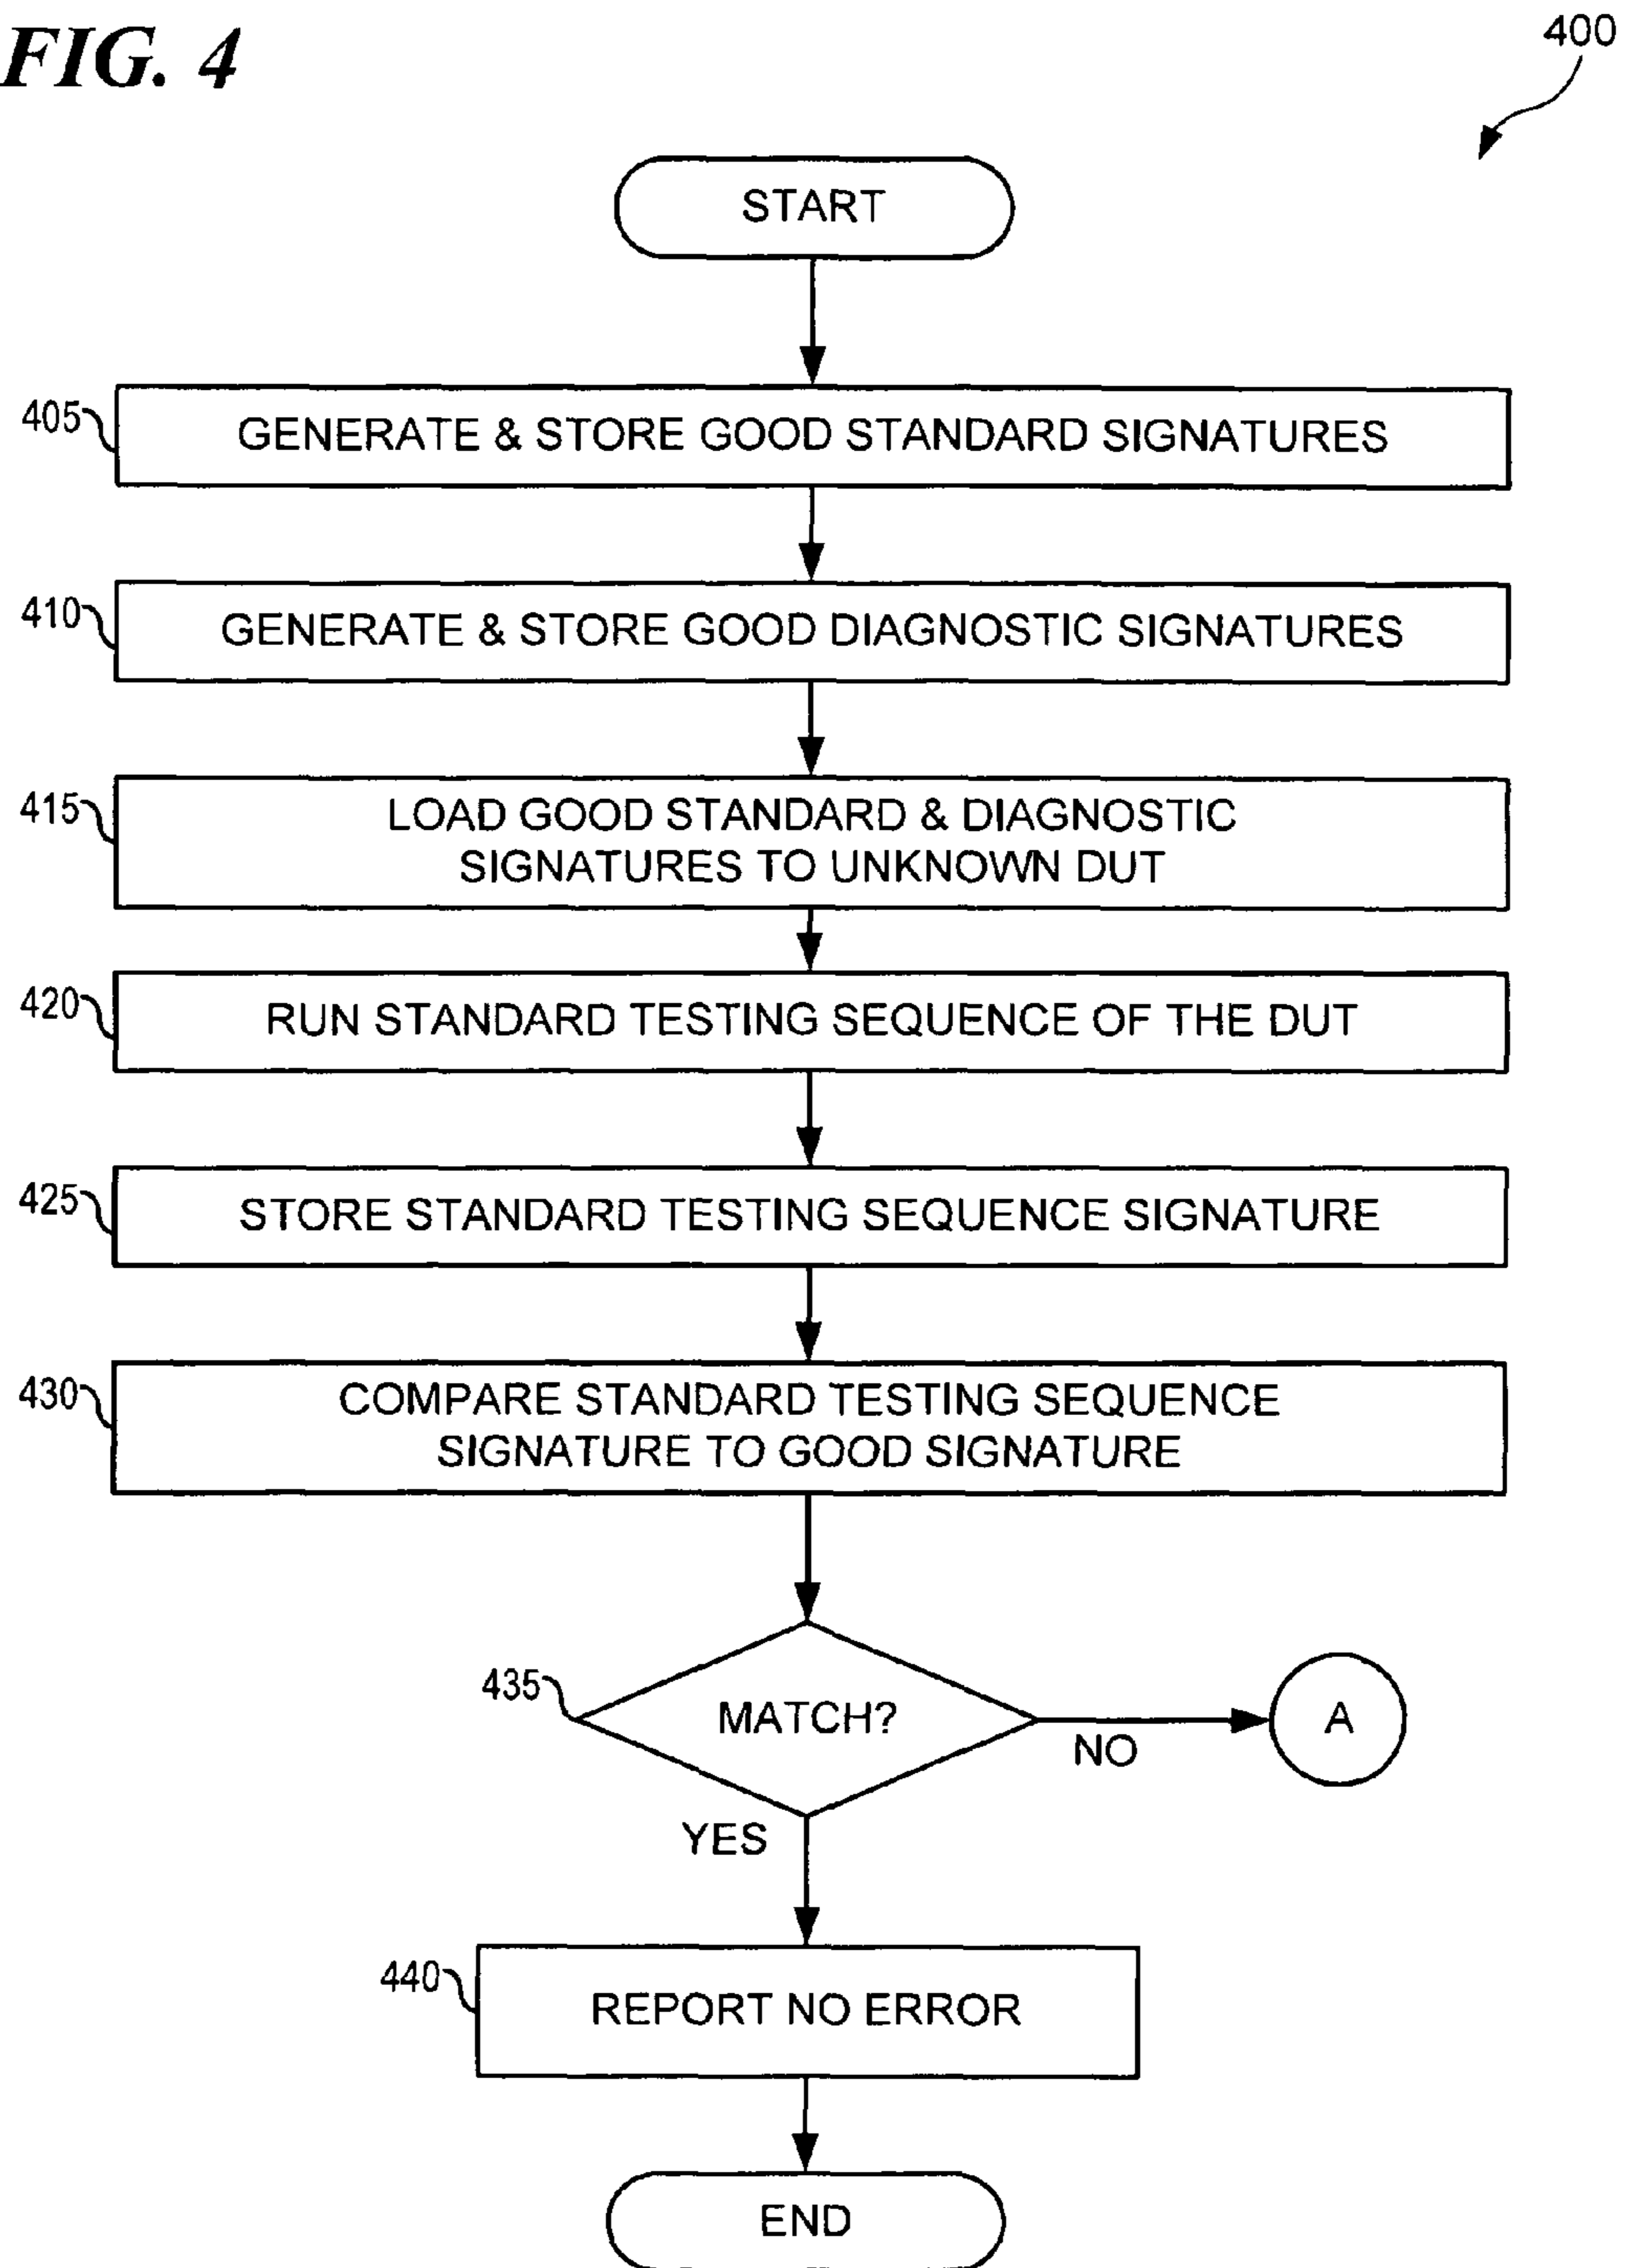 FIG. 4
400
START
405
GENERATE & STORE GOOD STANDARD SIGNATURES
410
GENERATE & STORE GOOD DIAGNOSTIC SIGNATURES
415
LOAD GOOD STANDARD & DIAGNOSTIC
SIGNATURES TO UNKNOWN DUT
420
RUN STANDARD TESTING SEQUENCE OF THE DUT
425
STORE STANDARD TESTING SEQUENCE SIGNATURE
430
COMPARE STANDARD TESTING SEQUENCE
SIGNATURE TO GOOD SIGNATURE
435
MATCH?
NO
A
YES
440
REPORT NO ERROR
END